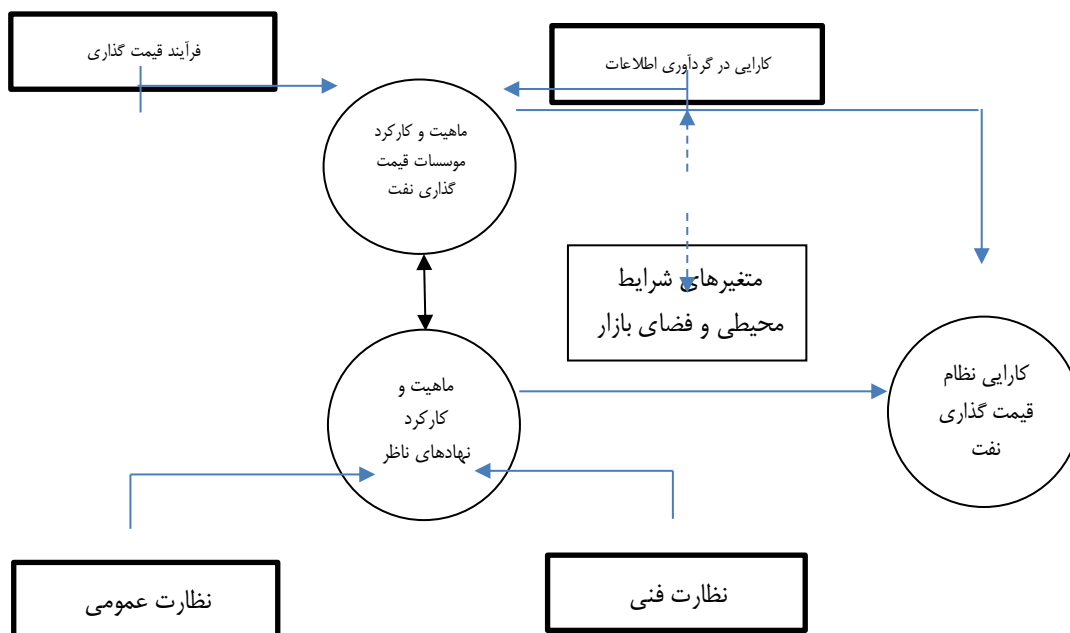 فرآیند قیمت گذاری
کارایی در گردآوری اطلاعات
ماهیت و کارکرد
موسسات قیمت
گذاری نفت
متغیرهای شرایط
محیطی و فضای بازار
ماهیت و
کارکرد
نهادهای ناظر
کارایی نظام
قیمت گذاری
نفت
نظارت عمومی
نظارت فنی